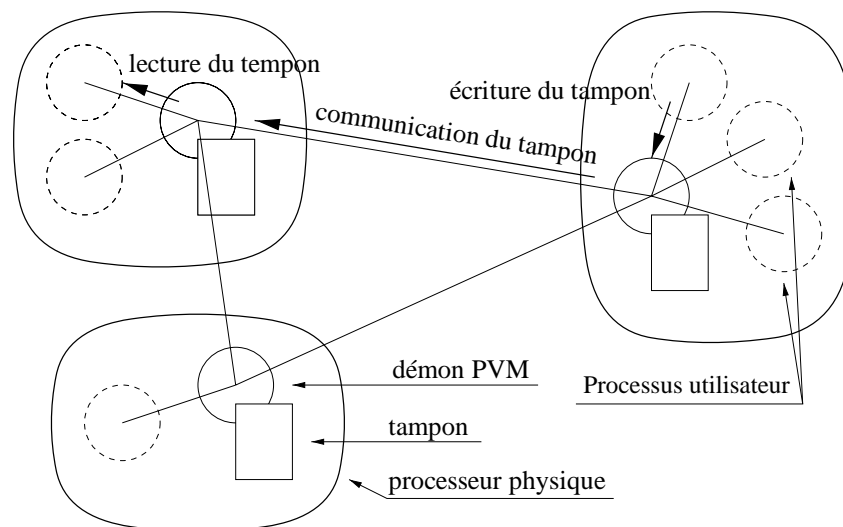 lecture du tempon
écriture du tampon
communication du tampon
démon PVM
Processus utilisateur
tampon
processeur physique